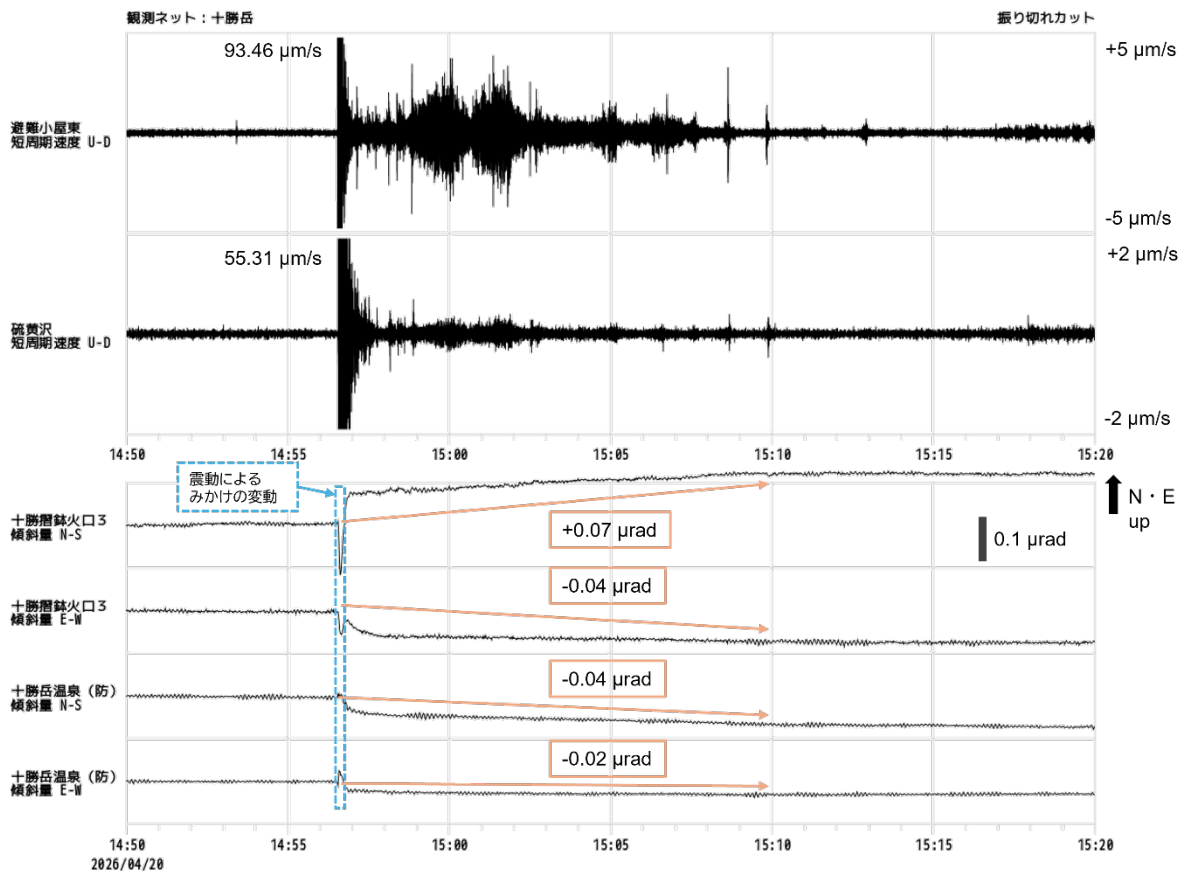 観測ネット：十勝岳
振り切れカット
93.46 µm/s
+5 µm/s
避難小屋東
短周期速度 U-D
-5 µm/s
55.31 µm/s
+2 µm/s
硫黄沢
短周期速度 U-D
-2 µm/s
14:50 14:55 15:00 15:05 15:10 15:15 15:20
震動による
みかけの変動
N・E
up
十勝摺鉢火口３
傾斜量 N-S
+0.07 µrad
0.1 µrad
-0.04 µrad
十勝摺鉢火口３
傾斜量 E-W
-0.04 µrad
十勝岳温泉（防）
傾斜量 N-S
-0.02 µrad
十勝岳温泉（防）
傾斜量 E-W
14:50 14:55 15:00 15:05 15:10 15:15 15:20
2026/04/20